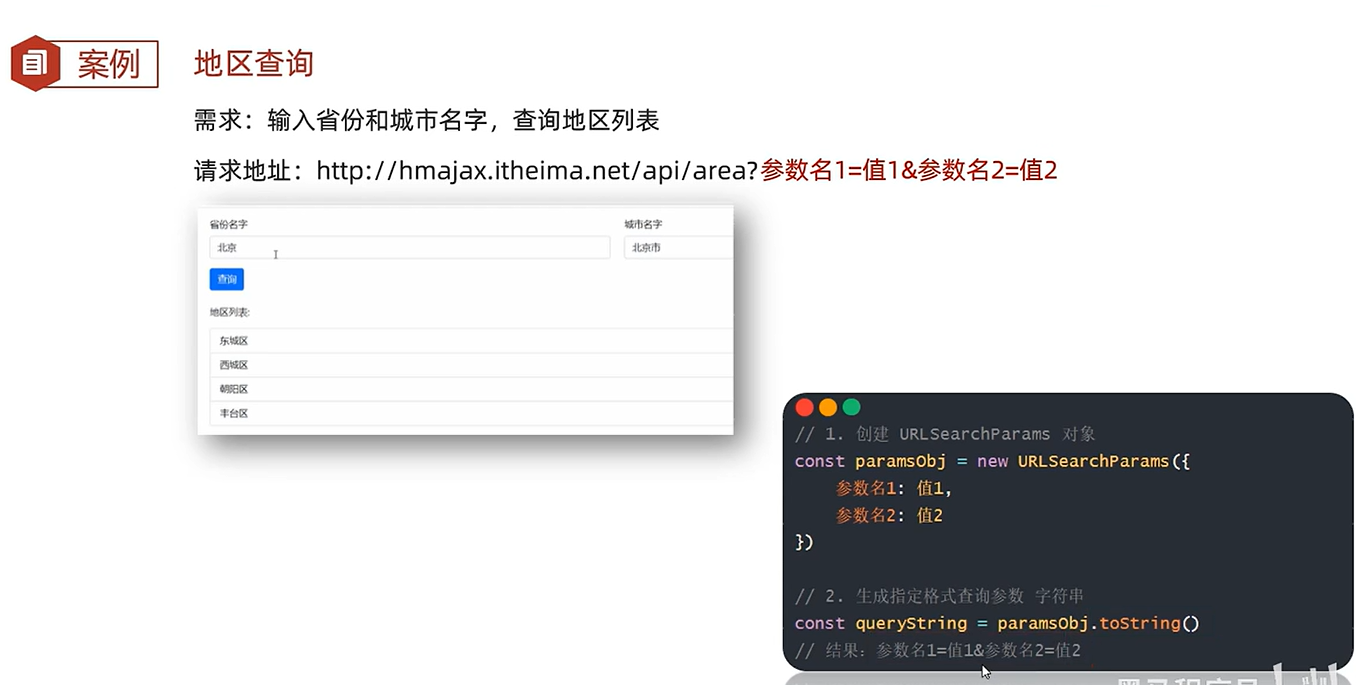 案例
地区查询
需求：输入省份和城市名字，查询地区列表
请求地址：http://hmajax.itheima.net/api/area?参数名1=值1&参数名2=值2
省份名字 城市名字
北京 北京市
查询
地区列表:
东城区
西城区
朝阳区
丰台区
// 1. 创建 URLSearchParams 对象
const paramsObj = new URLSearchParams({
参数名1: 值1,
参数名2: 值2
})
// 2. 生成指定格式查询参数 字符串
const queryString = paramsObj.toString()
// 结果：参数名1=值1&参数名2=值2